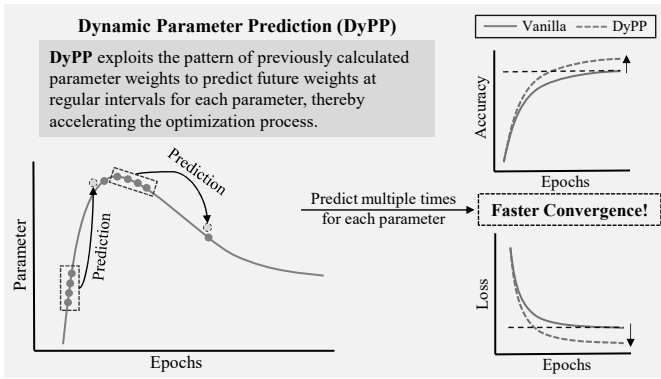 Dynamic Parameter Prediction (DyPP)
DyPP exploits the pattern of previously calculated
parameter weights to predict future weights at
regular intervals for each parameter, thereby
accelerating the optimization process.
Parameter
Prediction
Prediction
Epochs
Predict multiple times
for each parameter
Vanilla DyPP
Accuracy
Epochs
Faster Convergence!
Loss
Epochs